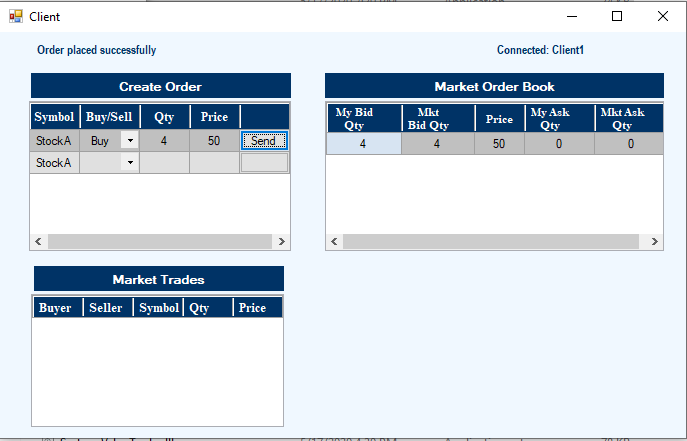 Client
Order placed successfully
Connected: Client1
Create Order
Symbol Buy/Sell Qty Price
StockA Buy 4 50 Send
StockA
Market Order Book
My Bid Qty Mkt Bid Qty Price My Ask Qty Mkt Ask Qty
4 4 50 0 0
Market Trades
Buyer Seller Symbol Qty Price